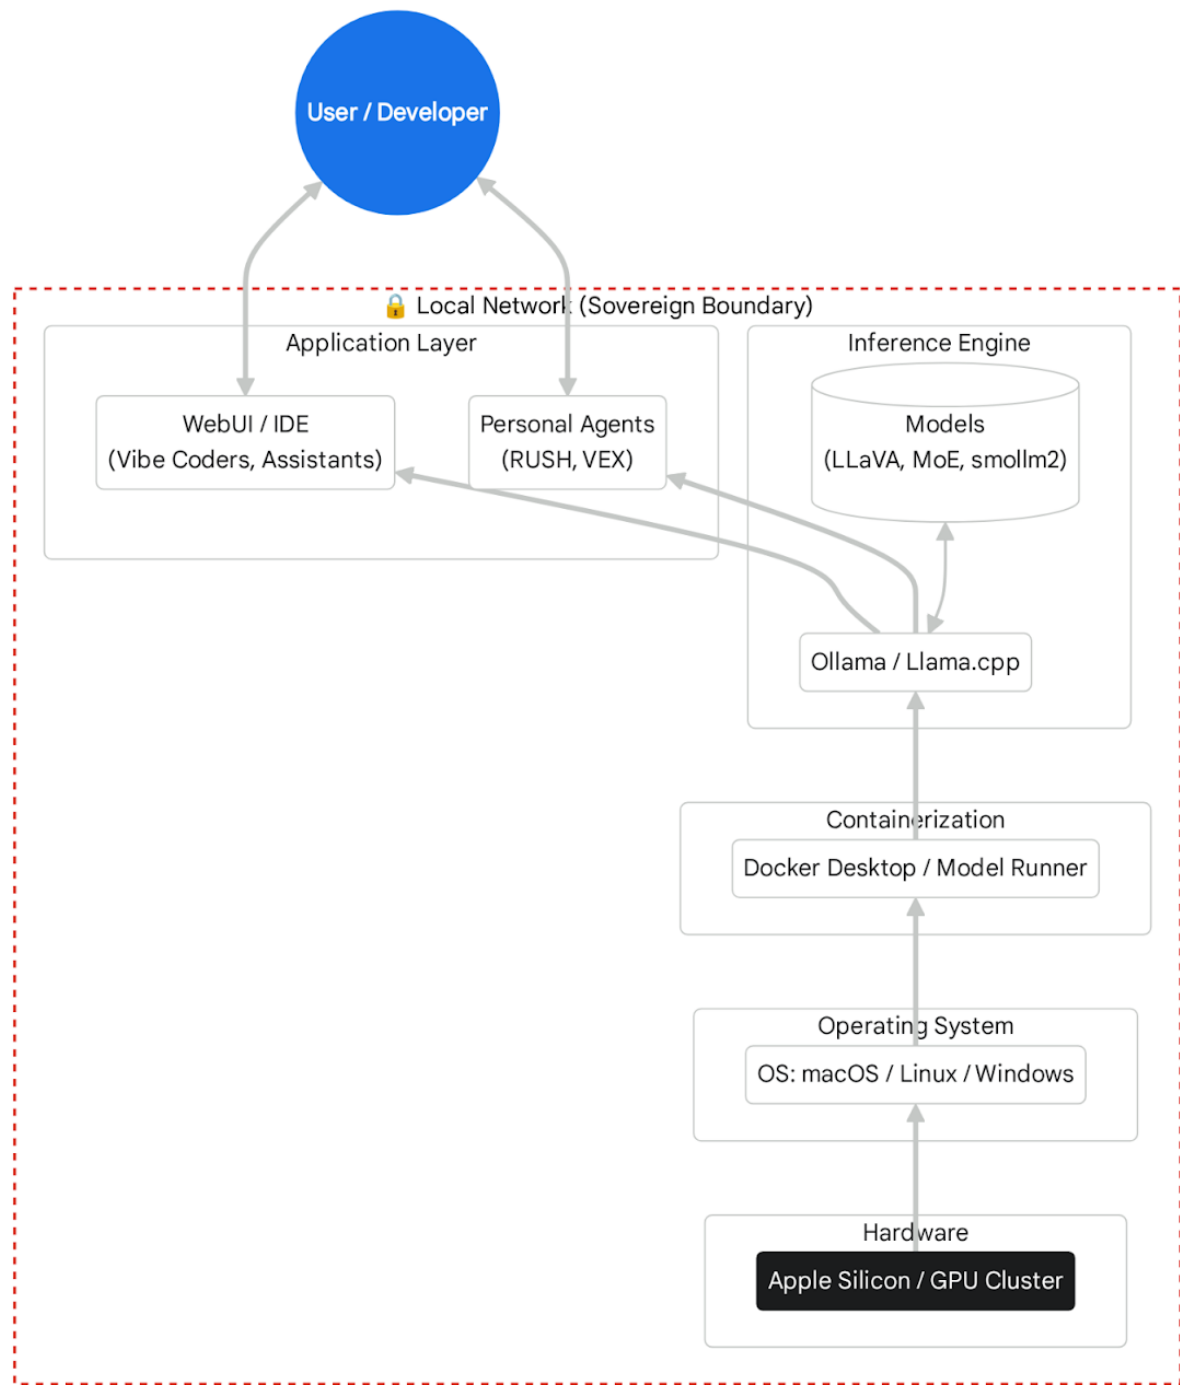 User / Developer
🔒 Local Network (Sovereign Boundary)
Application Layer
WebUI / IDE
(Vibe Coders, Assistants)
Personal Agents
(RUSH, VEX)
Inference Engine
Models
(LLaVA, MoE, smollm2)
Ollama / Llama.cpp
Containerization
Docker Desktop / Model Runner
Operating System
OS: macOS / Linux / Windows
Hardware
Apple Silicon / GPU Cluster